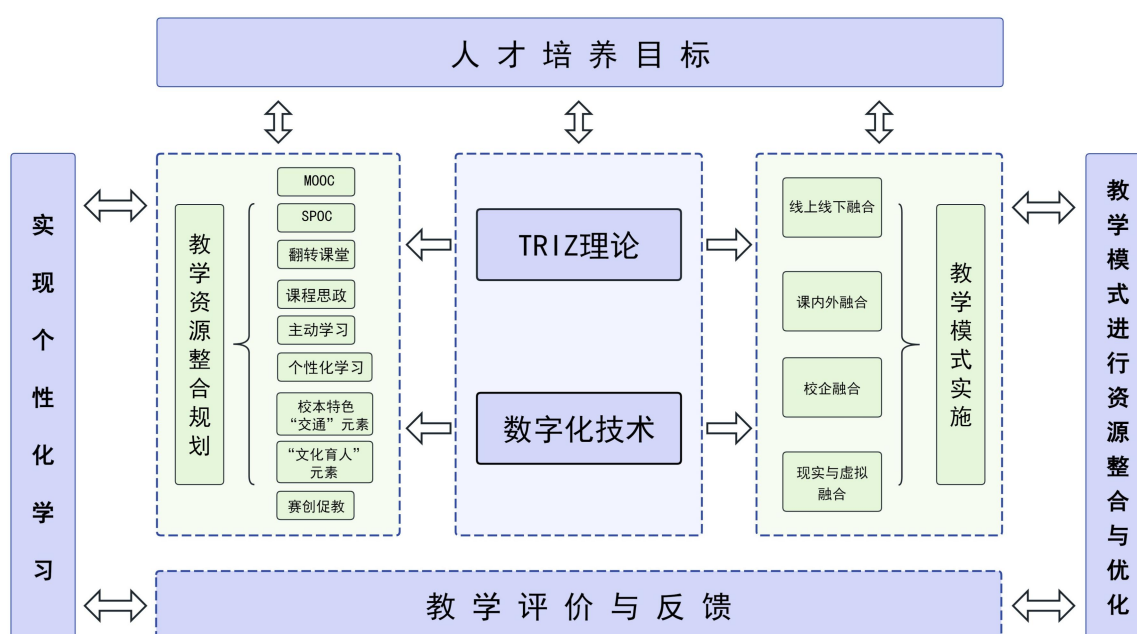 人才培养目标
实现个性化学习
教学资源整合规划
MOOC
SPOC
翻转课堂
课程思政
主动学习
个性化学习
校本特色
“交通”元素
“文化育人”
元素
赛创促教
TRIZ理论
数字化技术
线上线下融合
课内外融合
校企融合
现实与虚拟
融合
教学模式实施
教学模式进行资源整合与优化
教学评价与反馈